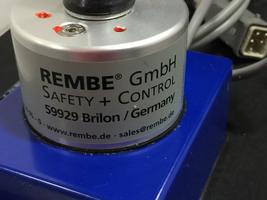 REMBE® GmbH
SAFETY + CONTROL
59929 Brilon / Germany
www.rembe.de - sales@rembe.de